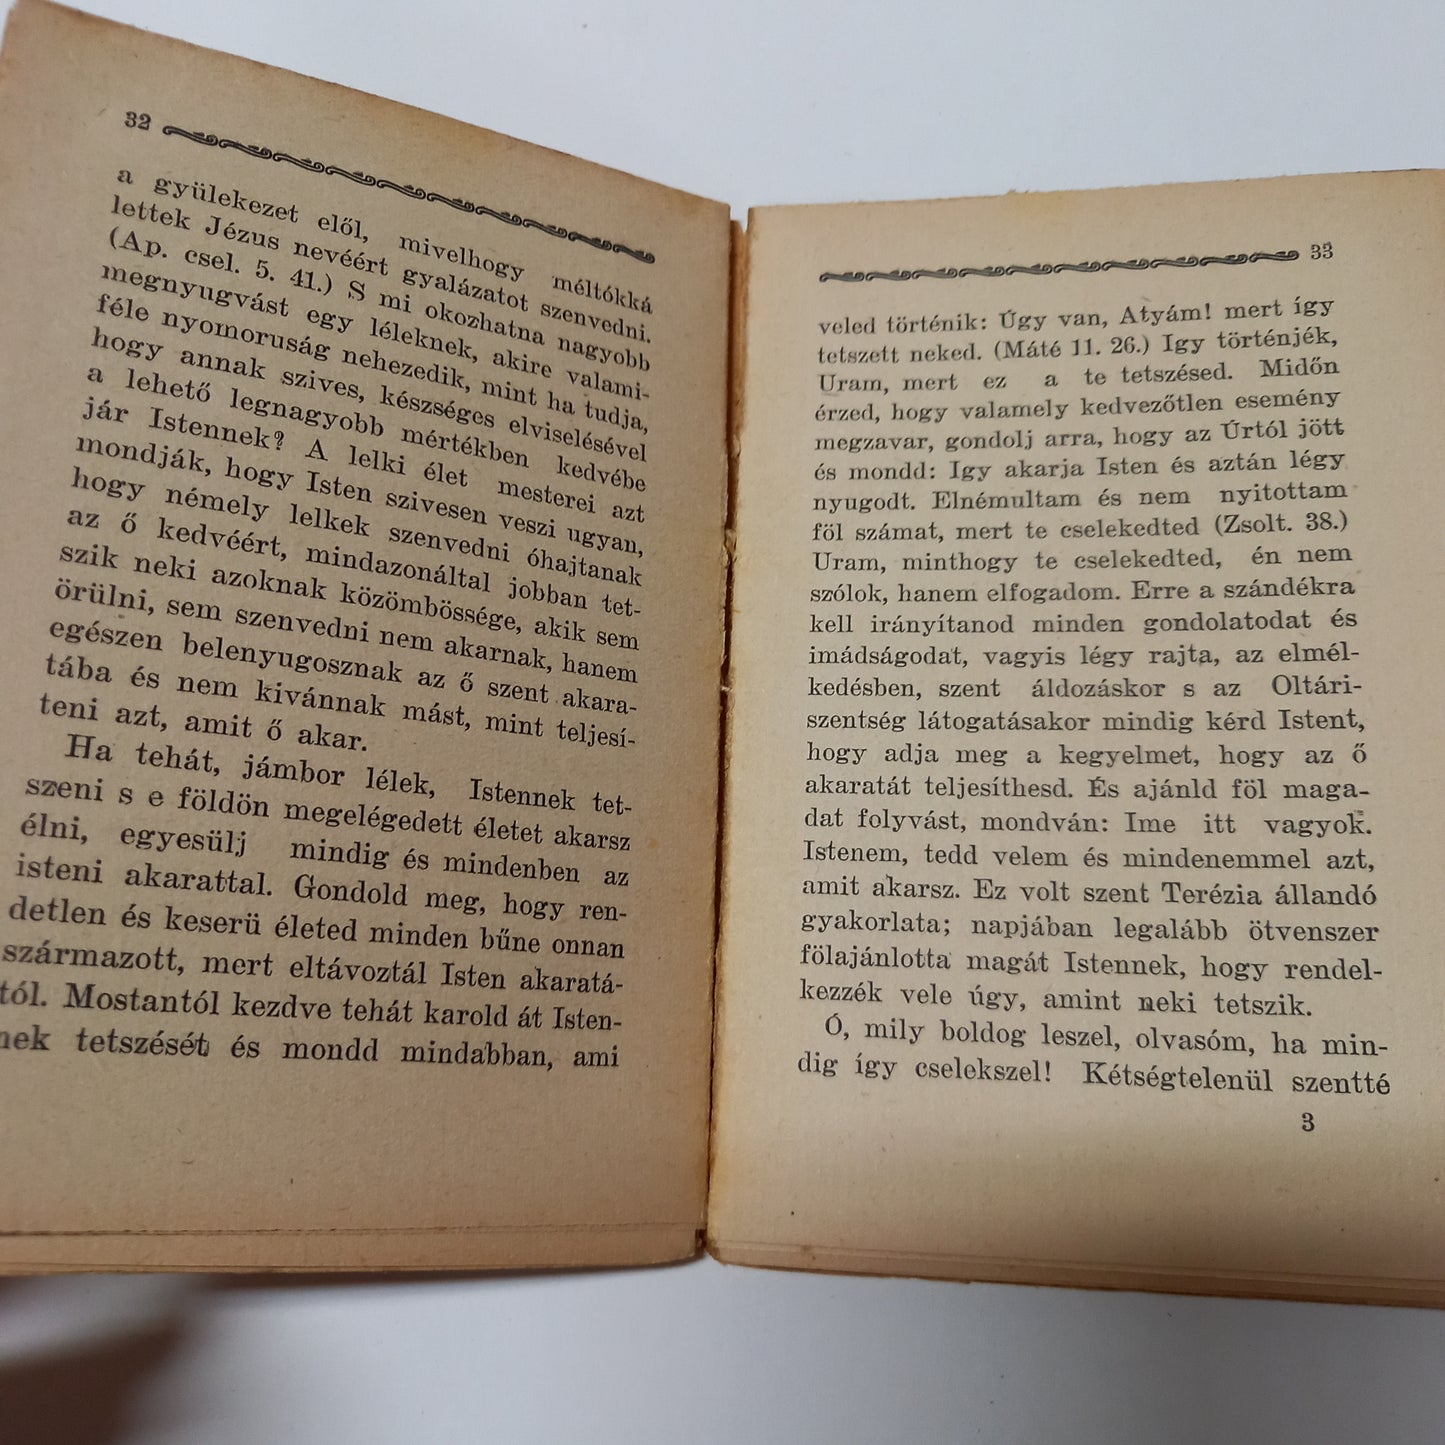 32
a gyülekezet elől, mivelhogy méltókká
lettek Jézus nevéért gyalázatot szenvedni.
(Ap. csel. 5. 41.) S mi okozhatna nagyobb
megnyugvást egy léleknek, akire valami-
féle nyomoruság nehezedik, mint ha tudja,
hogy annak szives, készséges elviselésével
a lehető legnagyobb mértékben kedvébe
jár Istennek? A lelki élet mesterei azt
mondják, hogy Isten szivesen veszi ugyan,
hogy némely lelkek szenvedni óhajtanak
az ő kedvéért, mindazonáltal jobban tet-
szik neki azoknak közömbössége, akik sem
örülni, sem szenvedni nem akarnak, hanem
egészen belenyugosznak az ő szent akara-
tába és nem kivánnak mást, mint teljesí-
teni azt, amit ő akar.
Ha tehát, jámbor lélek, Istennek tet-
szeni s e földön megelégedett életet akarsz
élni, egyesülj mindig és mindenben az
isteni akarattal. Gondold meg, hogy ren-
detlen és keserü életed minden bűne onnan
származott, mert eltávoztál Isten akaratá-
tól. Mostantól kezdve tehát karold át Isten-
nek tetszését és mondd mindabban, ami
33
veled történik: Úgy van, Atyám! mert így
tetszett neked. (Máté 11. 26.) Igy történjék,
Uram, mert ez a te tetszésed. Midőn
érzed, hogy valamely kedvezőtlen esemény
megzavar, gondolj arra, hogy az Úrtól jött
és mondd: Igy akarja Isten és aztán légy
nyugodt. Elnémultam és nem nyitottam
föl számat, mert te cselekedted (Zsolt. 38.)
Uram, minthogy te cselekedted, én nem
szólok, hanem elfogadom. Erre a szándékra
kell irányítanod minden gondolatodat és
imádságodat, vagyis légy rajta, az elmél-
kedésben, szent áldozáskor s az Oltári-
szentség látogatásakor mindig kérd Istent,
hogy adja meg a kegyelmet, hogy az ő
akaratát teljesíthesd. És ajánld föl maga-
dat folyvást, mondván: Ime itt vagyok.
Istenem, tedd velem és mindenemmel azt,
amit akarsz. Ez volt szent Terézia állandó
gyakorlata; napjában legalább ötvenszer
fölajánlotta magát Istennek, hogy rendel-
kezzék vele úgy, amint neki tetszik.
Ó, mily boldog leszel, olvasóm, ha min-
dig így cselekszel! Kétségtelenül szentté
3